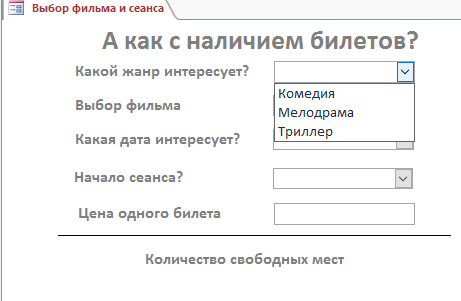 Выбор фильма и сеанса
А как с наличием билетов?
Какой жанр интересует?
Комедия
Мелодрама
Триллер
Выбор фильма
Какая дата интересует?
Начало сеанса?
Цена одного билета
Количество свободных мест